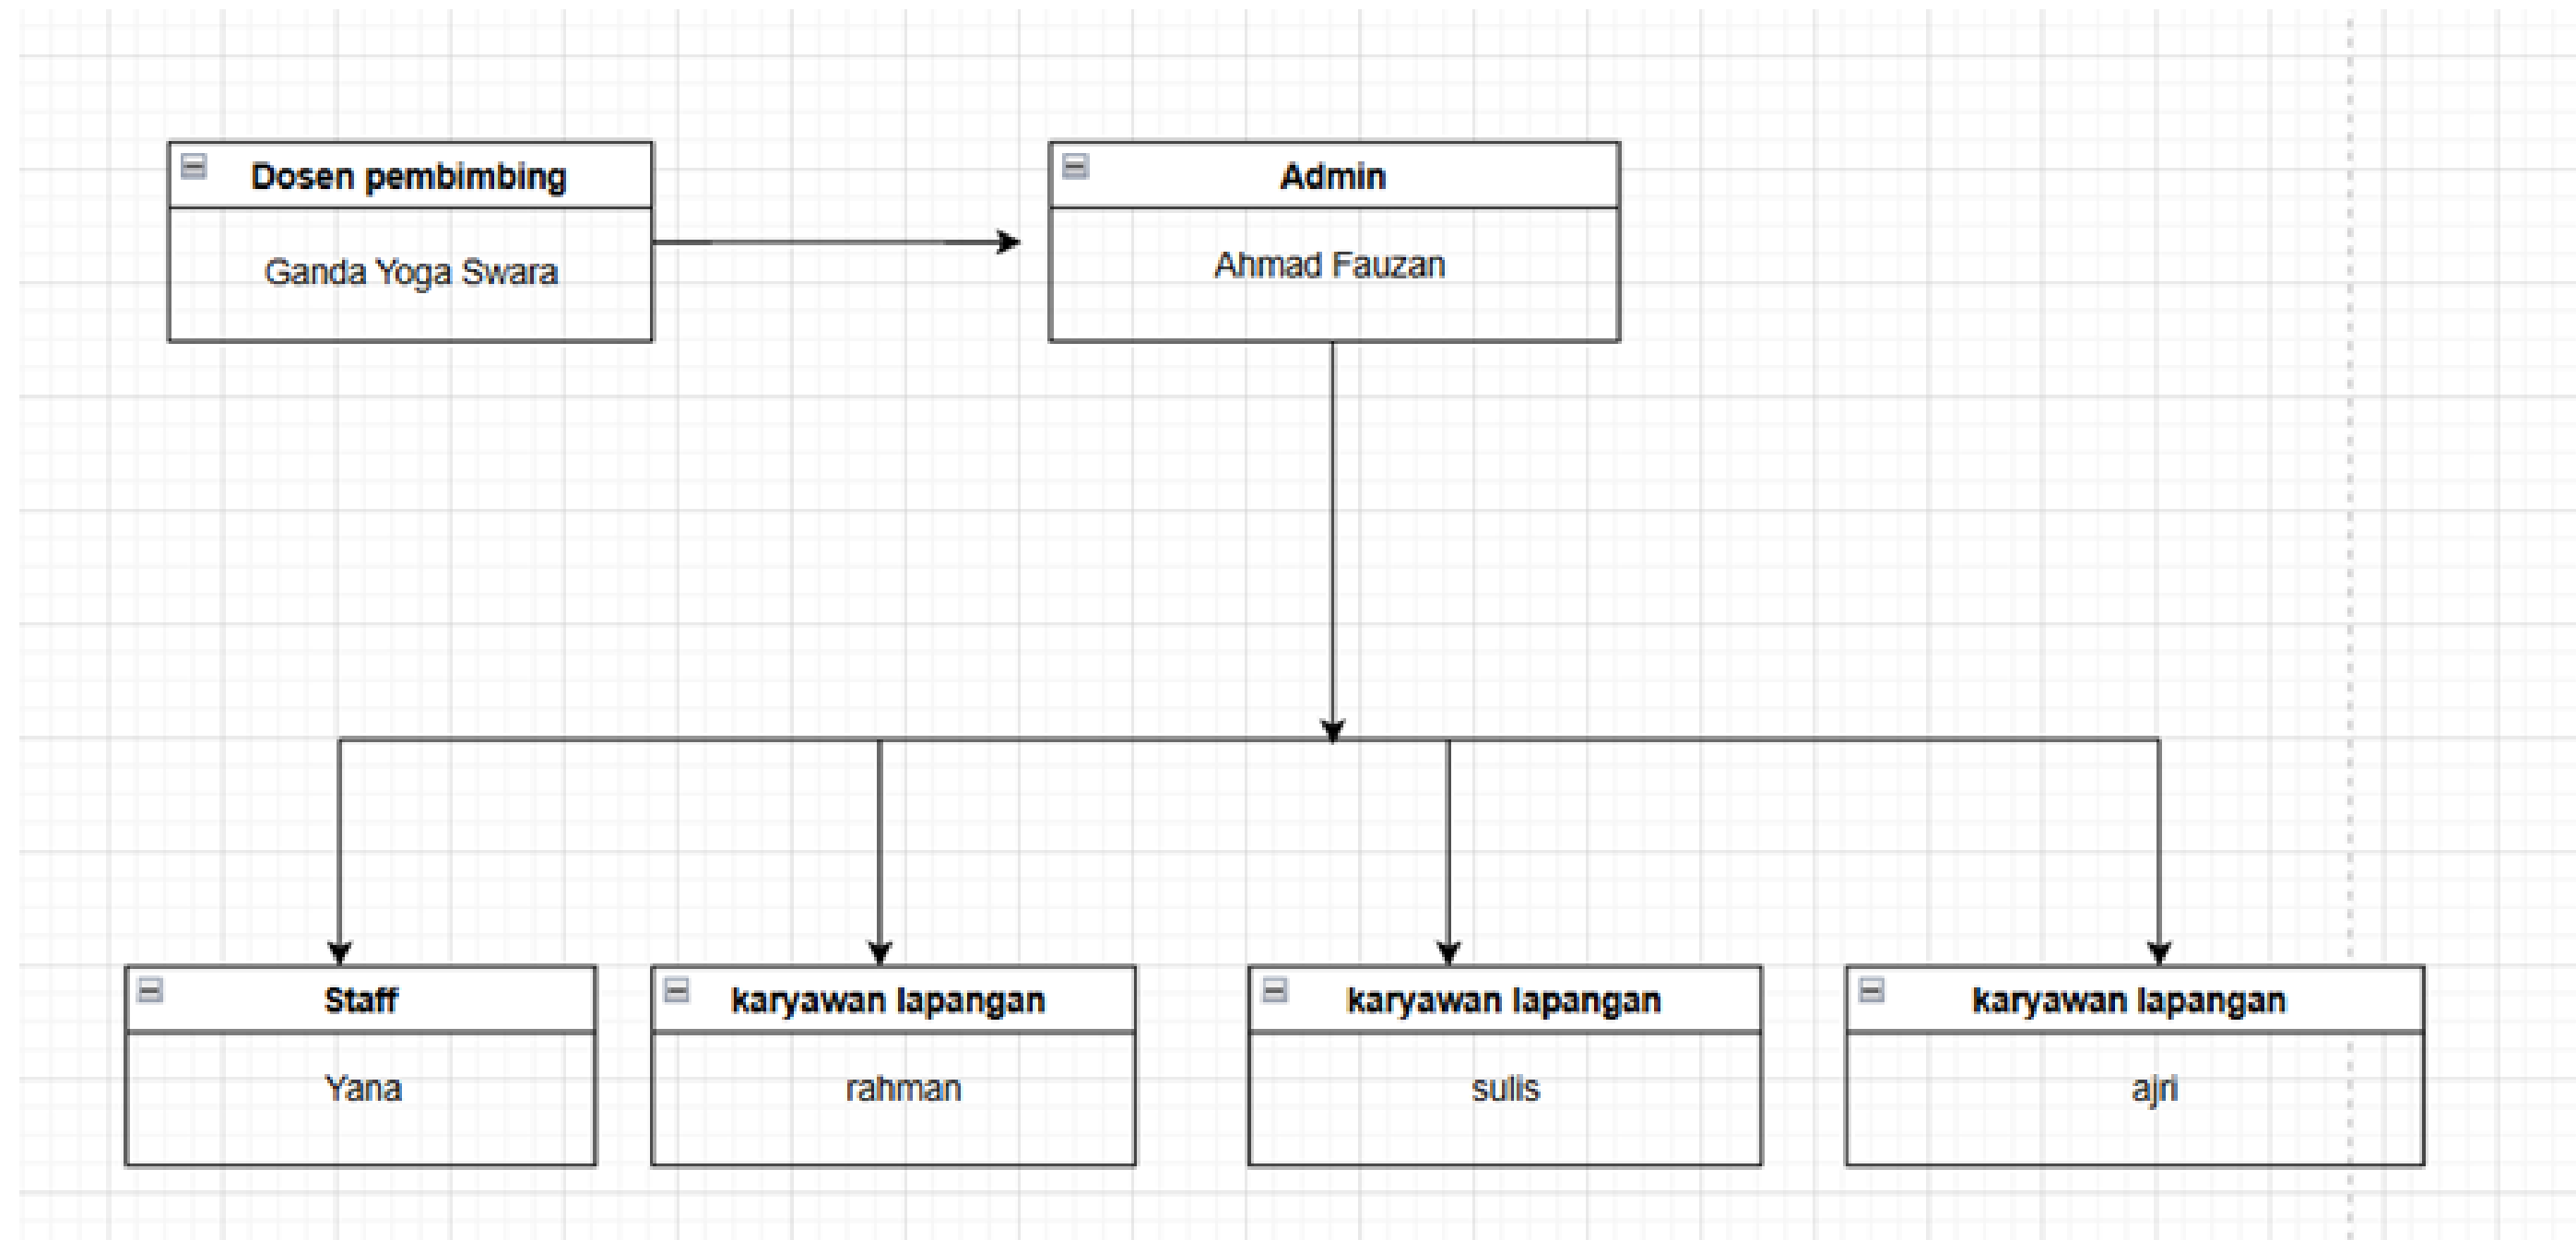 Dosen pembimbing
Ganda Yoga Swara
Admin
Ahmad Fauzan
Staff
Yana
karyawan lapangan
rahman
karyawan lapangan
sulis
karyawan lapangan
ajri